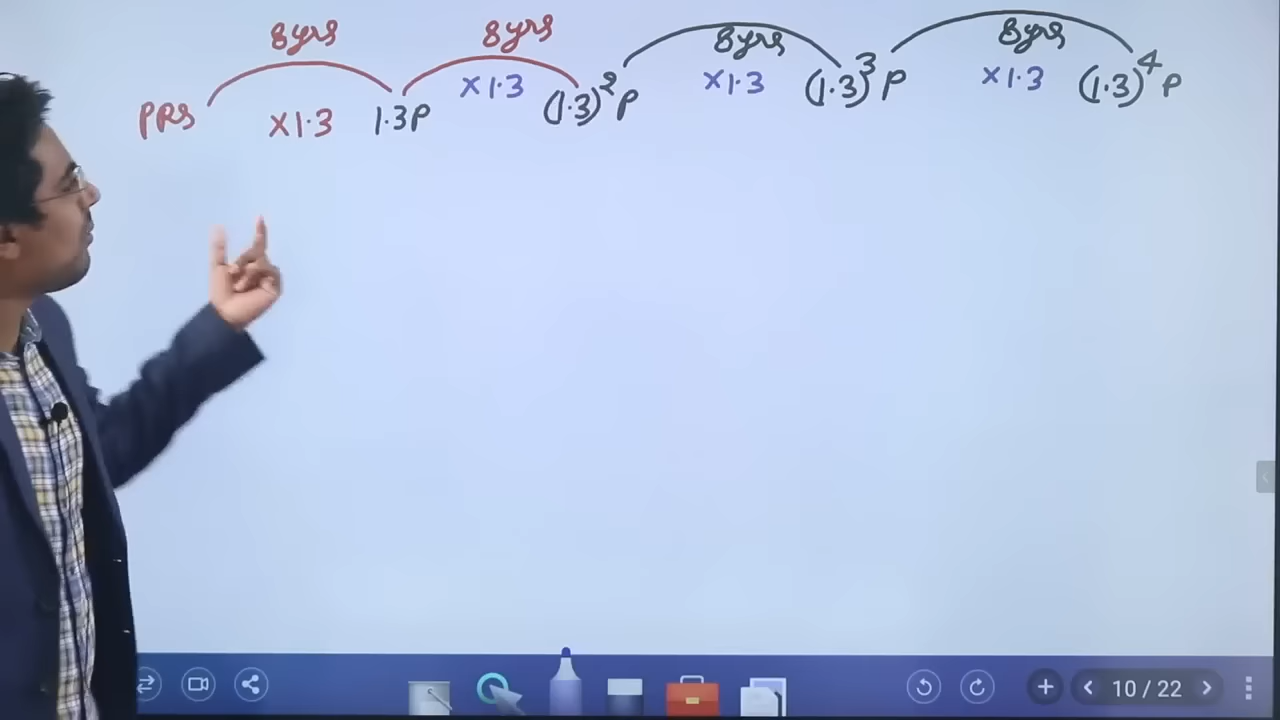 8yrs 8yrs 8yrs 8yrs
PRs ×1.3 1.3P ×1.3 (1.3)²P ×1.3 (1.3)³P ×1.3 (1.3)⁴P
10 / 22